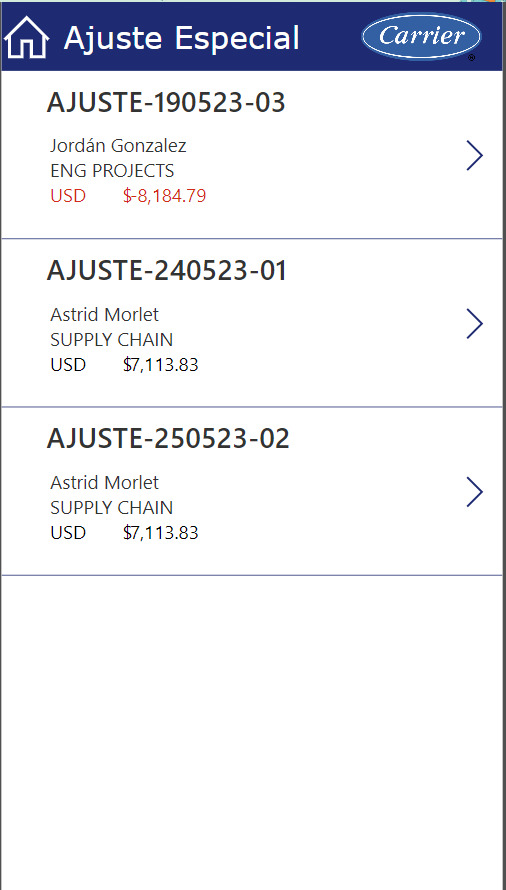 Ajuste Especial
Carrier
®
AJUSTE-190523-03
Jordán Gonzalez
ENG PROJECTS
USD $-8,184.79
AJUSTE-240523-01
Astrid Morlet
SUPPLY CHAIN
USD $7,113.83
AJUSTE-250523-02
Astrid Morlet
SUPPLY CHAIN
USD $7,113.83